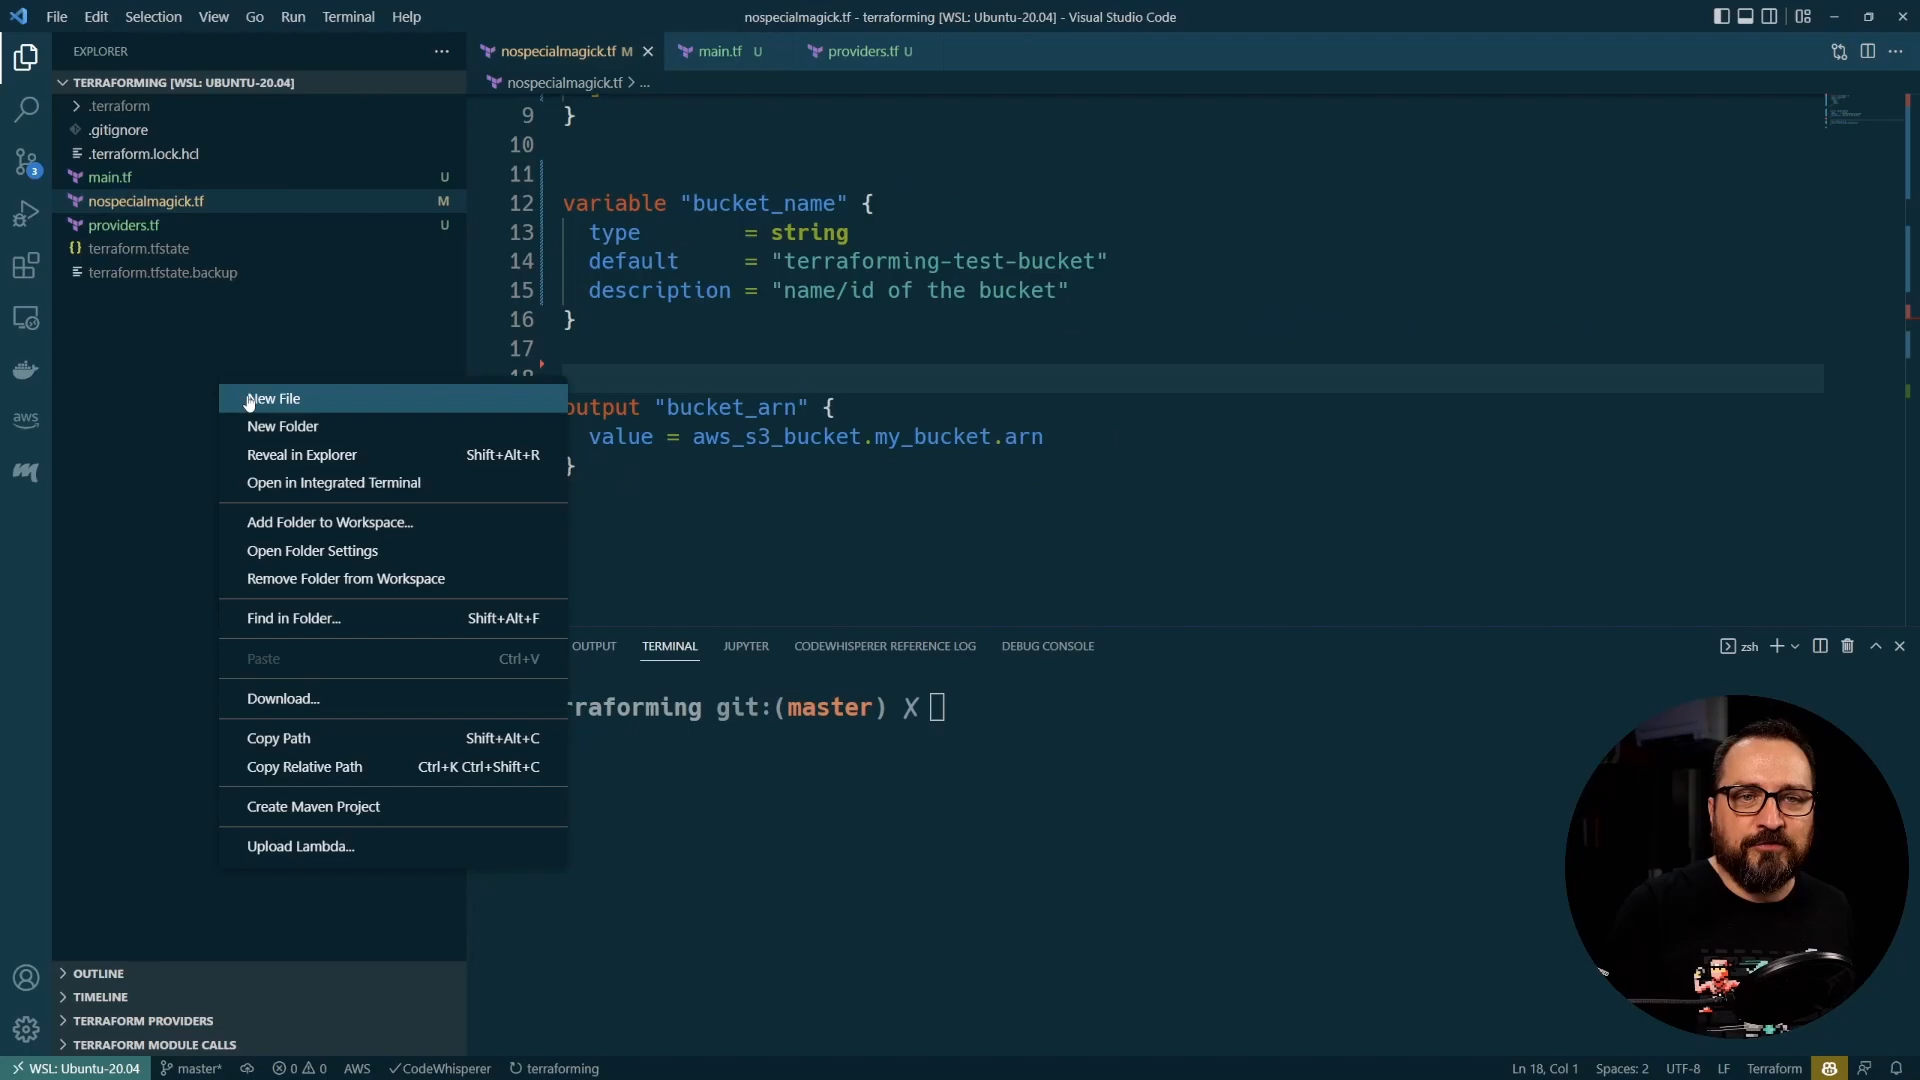 File Edit Selection View Go Run Terminal Help
nospecialmagick.tf - terraforming [WSL: Ubuntu-20.04] - Visual Studio Code
EXPLORER
TERRAFORMING [WSL: UBUNTU-20.04]
.terraform
.gitignore
.terraform.lock.hcl
main.tf U
nospecialmagick.tf M
providers.tf U
{} terraform.tfstate
terraform.tfstate.backup
3
aws
nospecialmagick.tf M main.tf U providers.tf U
nospecialmagick.tf > ...
9 }
10
11
12 variable "bucket_name" {
13 type = string
14 default = "terraforming-test-bucket"
15 description = "name/id of the bucket"
16 }
17
18
output "bucket_arn" {
value = aws_s3_bucket.my_bucket.arn
}
New File
New Folder
Reveal in Explorer Shift+Alt+R
Open in Integrated Terminal
Add Folder to Workspace...
Open Folder Settings
Remove Folder from Workspace
Find in Folder... Shift+Alt+F
Paste Ctrl+V
Download...
Copy Path Shift+Alt+C
Copy Relative Path Ctrl+K Ctrl+Shift+C
Create Maven Project
Upload Lambda...
OUTPUT TERMINAL JUPYTER CODEWHISPERER REFERENCE LOG DEBUG CONSOLE
zsh
rraforming git:(master) ✗
OUTLINE
TIMELINE
TERRAFORM PROVIDERS
TERRAFORM MODULE CALLS
WSL: Ubuntu-20.04 master* 0 0 AWS CodeWhisperer terraforming
Ln 18, Col 1 Spaces: 2 UTF-8 LF Terraform